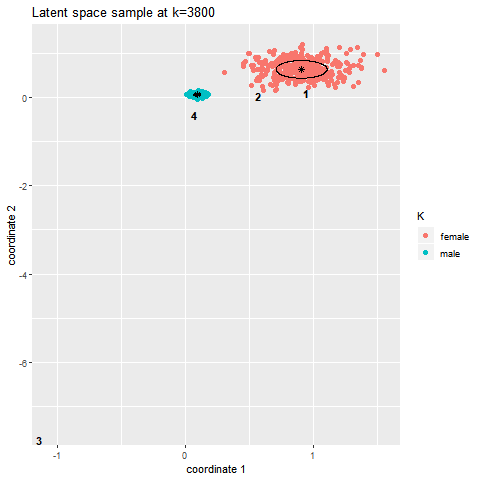 Latent space sample at k=3800
0
-2
-4
-6
coordinate 2
1
2
4
3
-1
0
1
coordinate 1
K
female
male